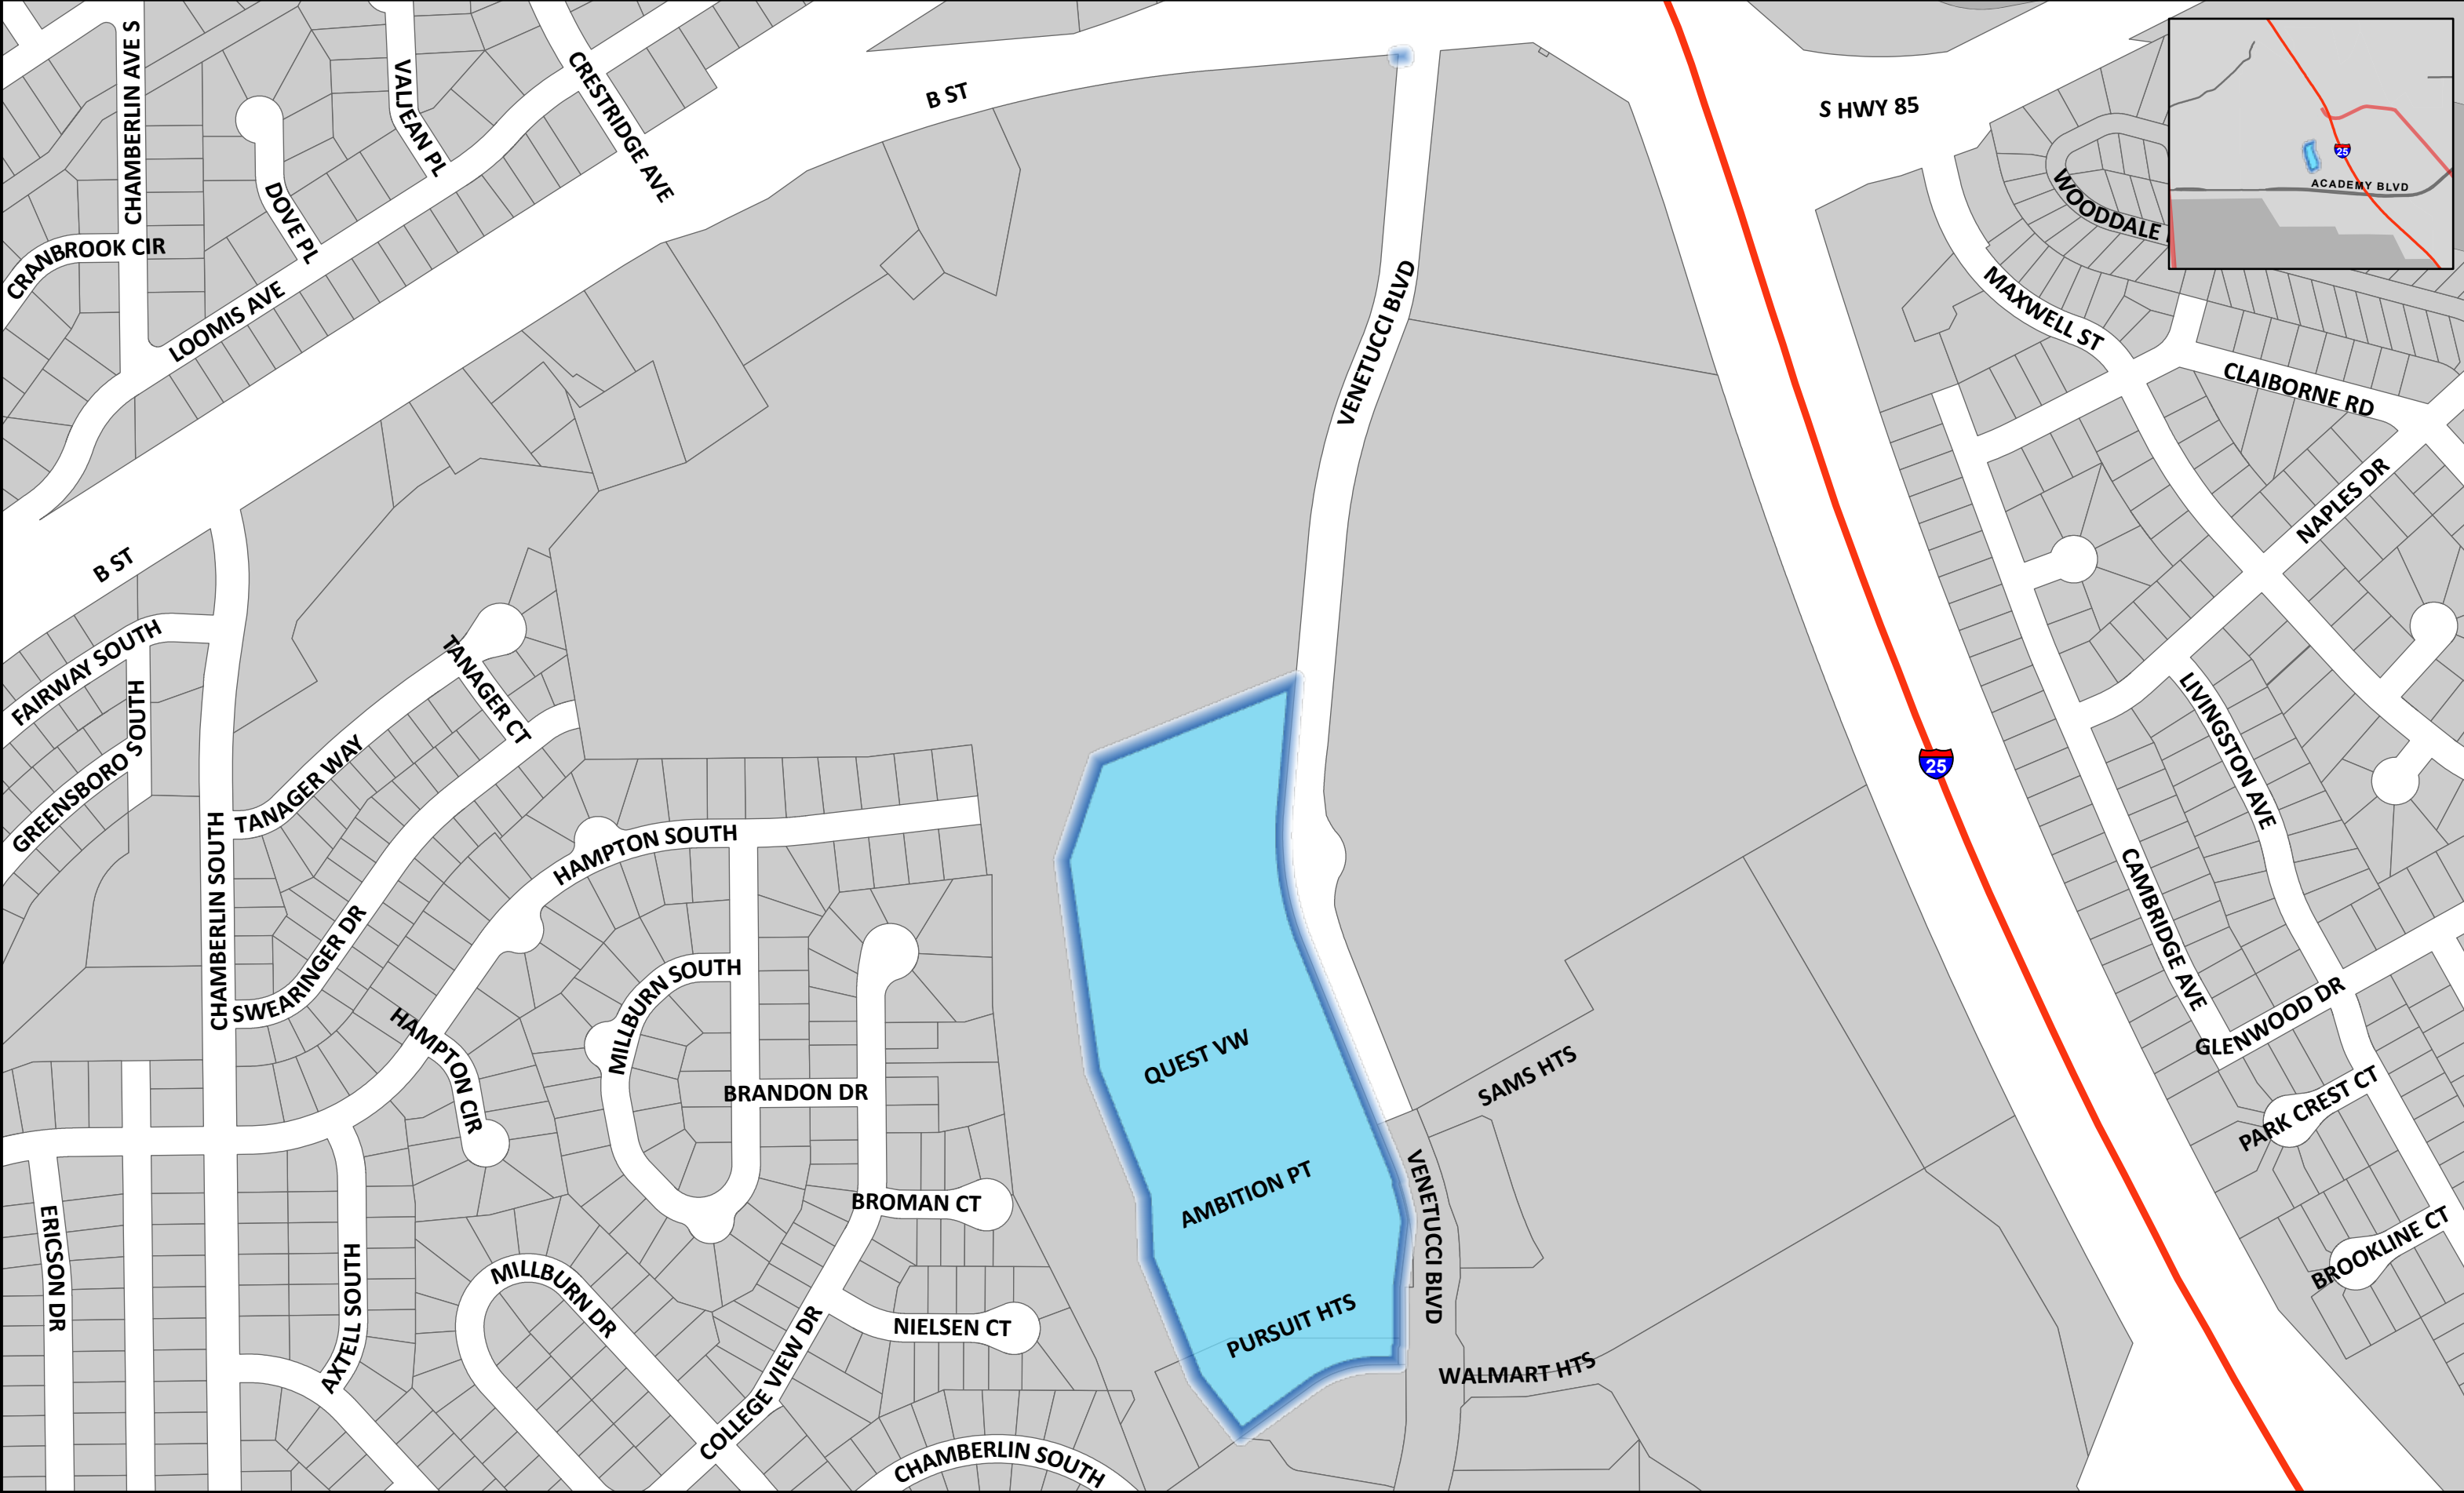 CHAMBERLIN AVE S
VALJEAN PL
CRESTRIDGE AVE
B ST
S HWY 85
25
ACADEMY BLVD
WOODDALE
DOVE PL
CRANBROOK CIR
LOOMIS AVE
VENETUCCI BLVD
MAXWELL ST
CLAIBORNE RD
NAPLES DR
B ST
FAIRWAY SOUTH
GREENSBORO SOUTH
TANAGER CT
TANAGER WAY
LIVINGSTON AVE
25
HAMPTON SOUTH
CHAMBERLIN SOUTH
SWEARINGER DR
CAMBRIDGE AVE
MILLBURN SOUTH
HAMPTON CIR
QUEST VW
SAMS HTS
GLENWOOD DR
BRANDON DR
PARK CREST CT
AMBITION PT
BROMAN CT
VENETUCCI BLVD
BROOKLINE CT
ERICSON DR
AXTELL SOUTH
MILLBURN DR
NIELSEN CT
PURSUIT HTS
WALMART HTS
COLLEGE VIEW DR
CHAMBERLIN SOUTH